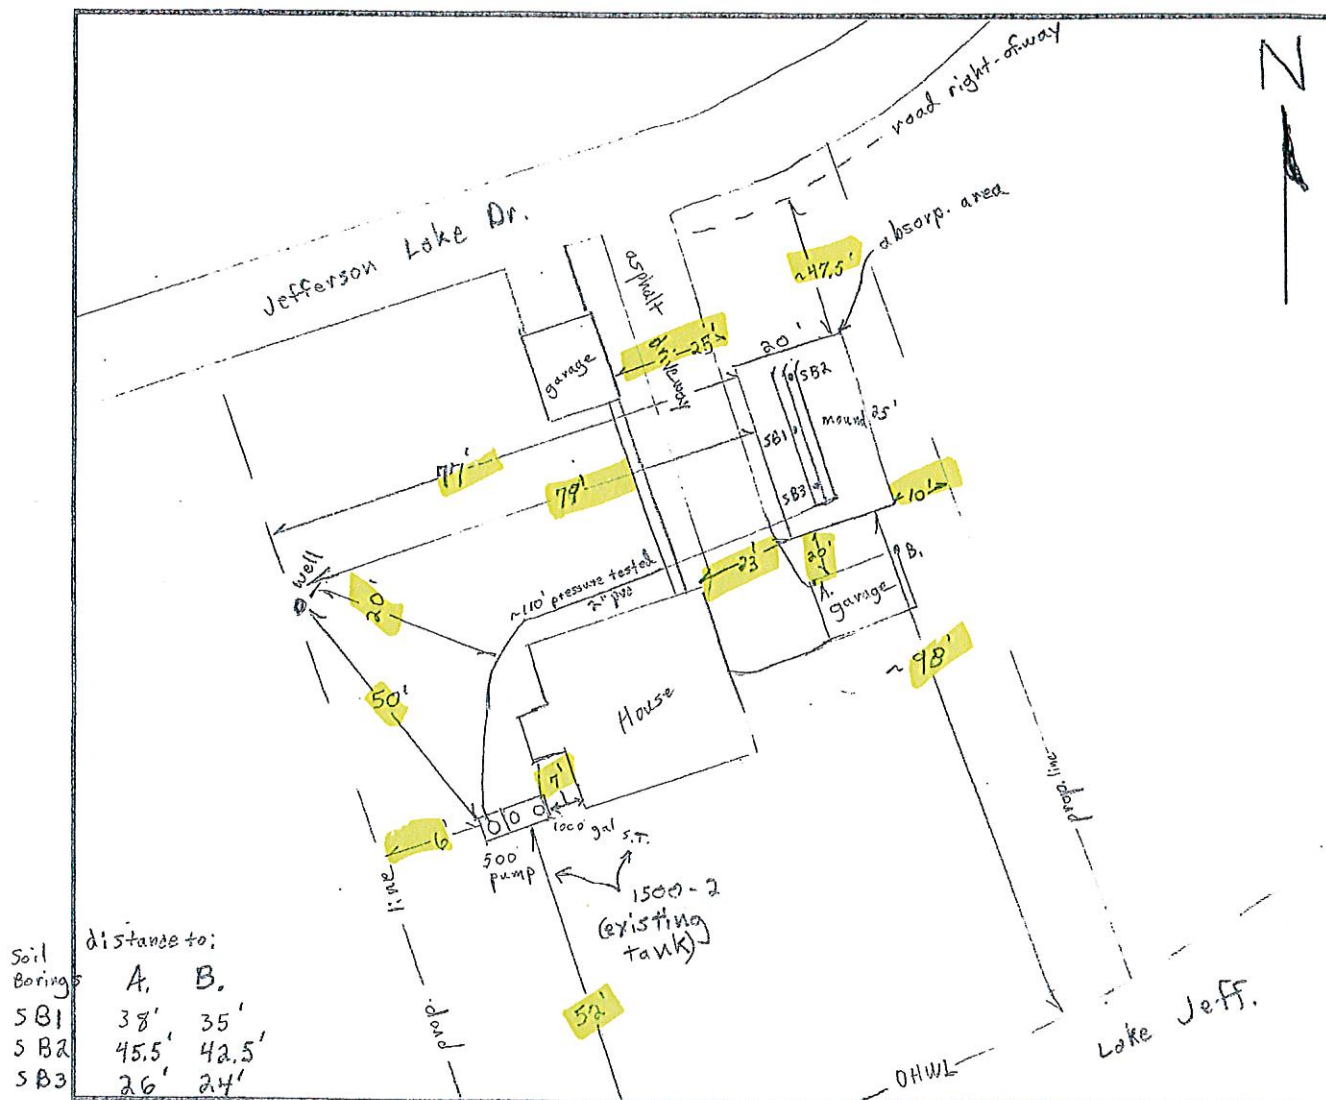 N
road right-of-way
Jefferson Lake Dr.
absorp. area
~47.5'
asphalt
driveway
25'
20'
garage
SB2
mound 25'
SB1
77'
79'
SB3
10'
well
20'
~110' pressure tested
2" pvc
23'
20'
B.
A.
garage
~98'
50'
House
7'
prop. line
6'
1000 gal S.T.
500
pump
1500-2
(existing
tank)
prop. line
52'
distance to:
Soil
Borings A. B.
SB1 38' 35'
SB2 45.5' 42.5'
SB3 26' 24'
OHWL
Lake Jeff.